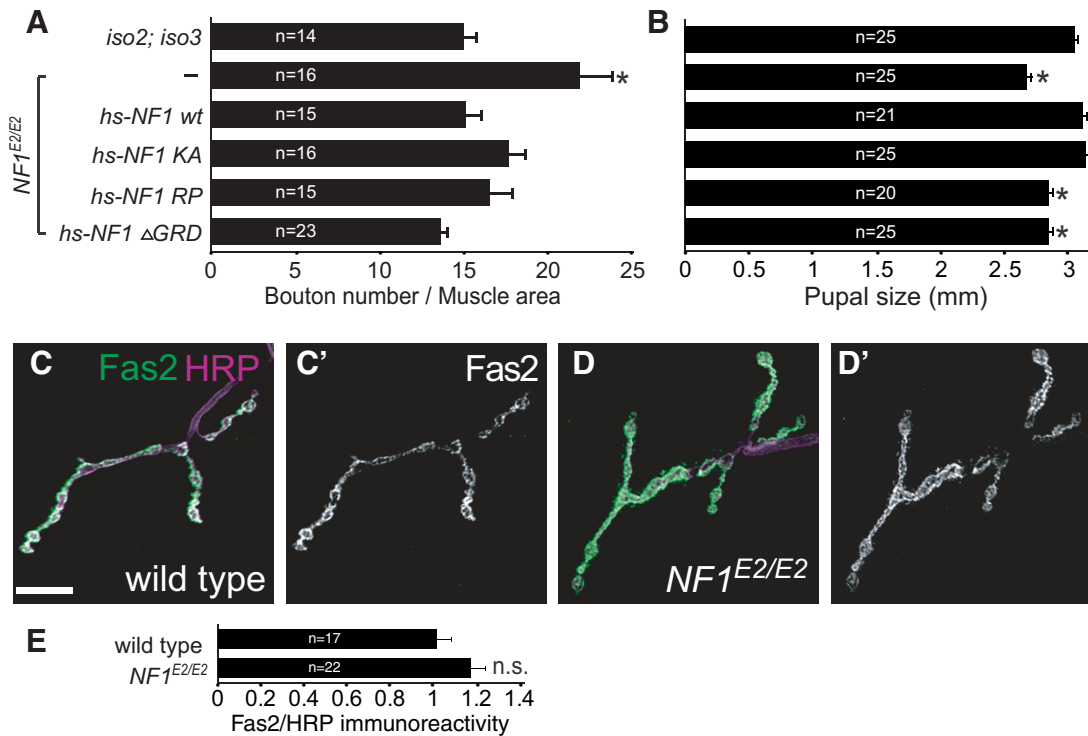 A
iso2; iso3
n=14
–
n=16
*
hs-NF1 wt
n=15
hs-NF1 KA
n=16
hs-NF1 RP
n=15
hs-NF1 △GRD
n=23
NF1E2/E2
0 5 10 15 20 25
Bouton number / Muscle area
B
n=25
n=25
*
n=21
n=25
n=20
*
n=25
*
0 0.5 1 1.5 2 2.5 3
Pupal size (mm)
C
Fas2 HRP
wild type
C'
Fas2
D
NF1E2/E2
D'
E
wild type
n=17
NF1E2/E2
n=22
n.s.
0 0.2 0.4 0.6 0.8 1 1.2 1.4
Fas2/HRP immunoreactivity